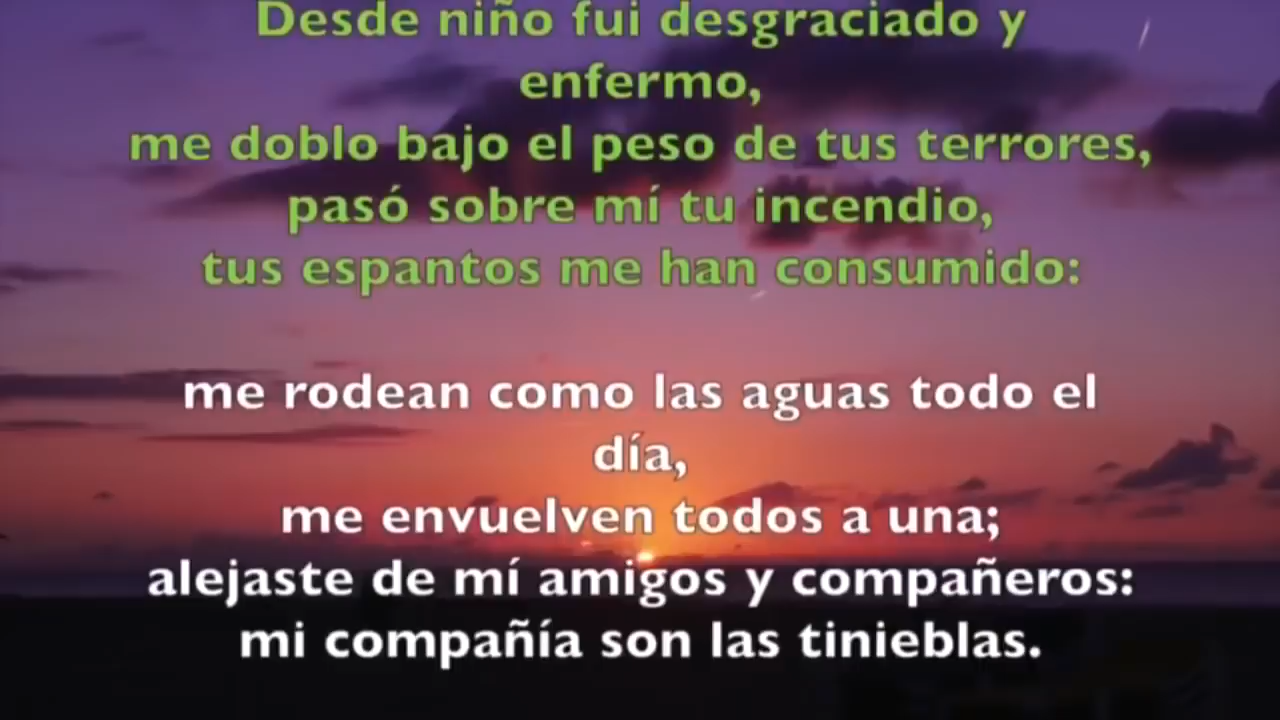 Desde niño fui desgraciado y
enfermo,
me doblo bajo el peso de tus terrores,
pasó sobre mí tu incendio,
tus espantos me han consumido:
me rodean como las aguas todo el
día,
me envuelven todos a una;
alejaste de mí amigos y compañeros:
mi compañía son las tinieblas.